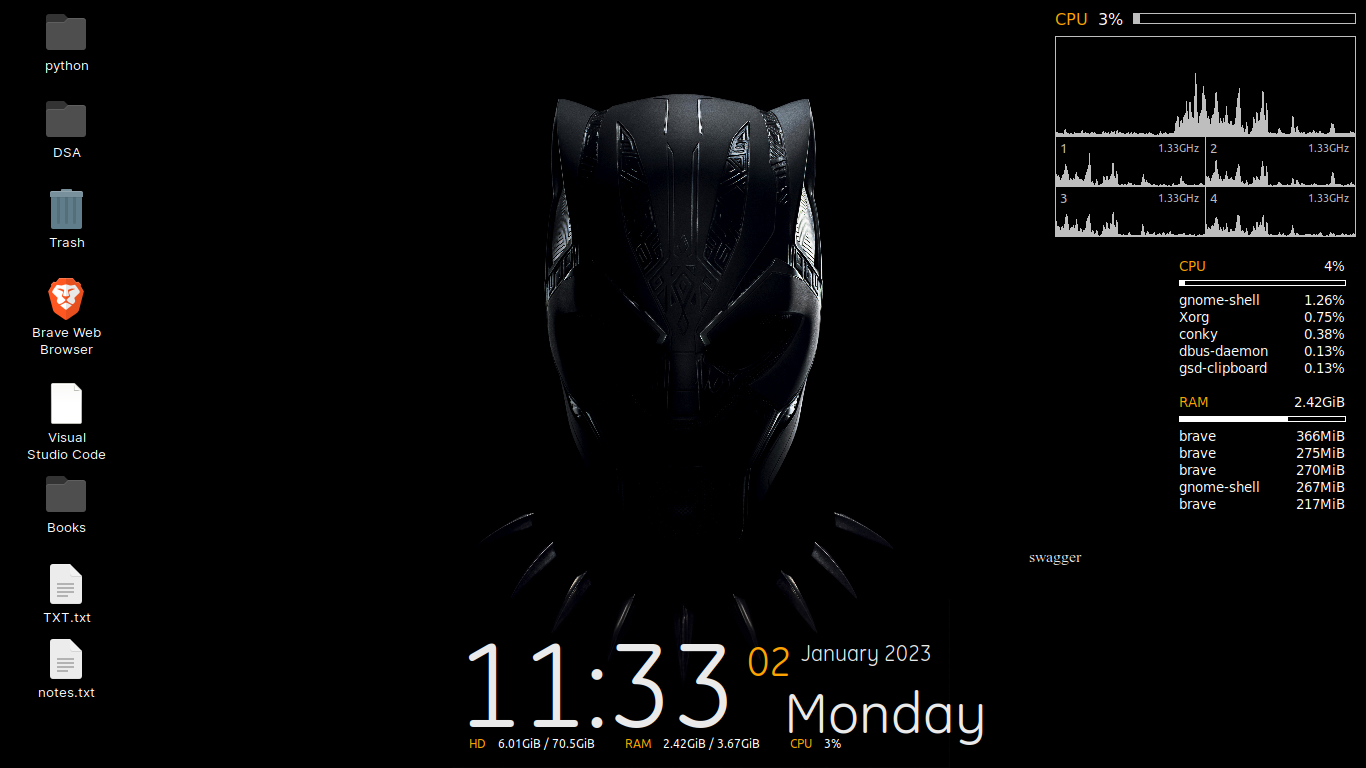 python
DSA
Trash
Brave Web
Browser
Visual
Studio Code
Books
TXT.txt
notes.txt
CPU 3%
1 1.33GHz 2 1.33GHz
3 1.33GHz 4 1.33GHz
CPU 4%
gnome-shell 1.26%
Xorg 0.75%
conky 0.38%
dbus-daemon 0.13%
gsd-clipboard 0.13%
RAM 2.42GiB
brave 366MiB
brave 275MiB
brave 270MiB
gnome-shell 267MiB
brave 217MiB
swagger
11:33 02 January 2023
Monday
HD 6.01GiB / 70.5GiB RAM 2.42GiB / 3.67GiB CPU 3%